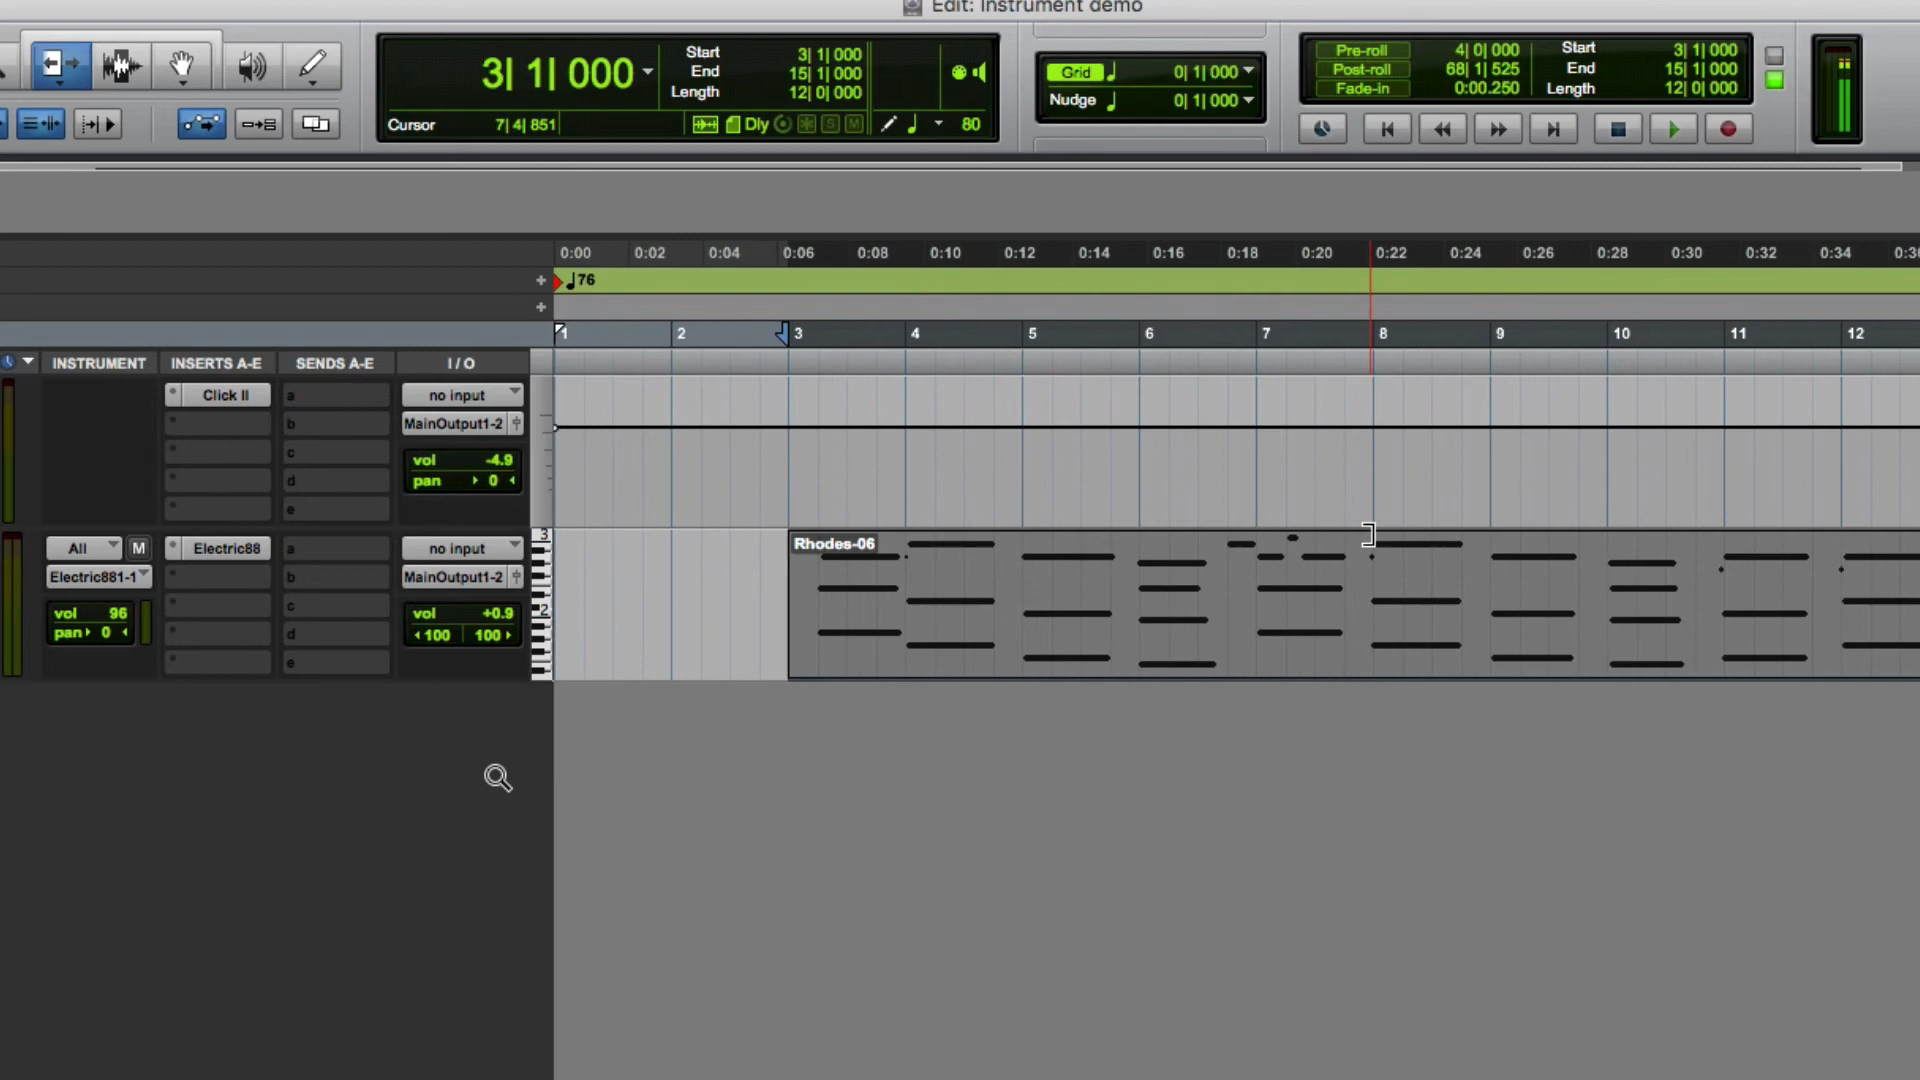 Edit: Instrument demo
3| 1| 000
Start 3| 1| 000
End 15| 1| 000
Length 12| 0| 000
Cursor 7| 4| 851
Dly
S
M
80
Grid 0| 1| 000
Nudge 0| 1| 000
Pre-roll 4| 0| 000
Post-roll 68| 1| 525
Fade-in 0:00.250
Start 3| 1| 000
End 15| 1| 000
Length 12| 0| 000
0:00 0:02 0:04 0:06 0:08 0:10 0:12 0:14 0:16 0:18 0:20 0:22 0:24 0:26 0:28 0:30 0:32 0:34
+ 76
+
1 2 3 4 5 6 7 8 9 10 11 12
INSTRUMENT INSERTS A-E SENDS A-E I / O
Click II a no input
b MainOutput1-2
c vol -4.9
d pan 0
e
All M Electric88 a no input
Electric881-1 b MainOutput1-2
vol 96 c vol +0.9
pan 0 d 100 100
e
3
2
Rhodes-06